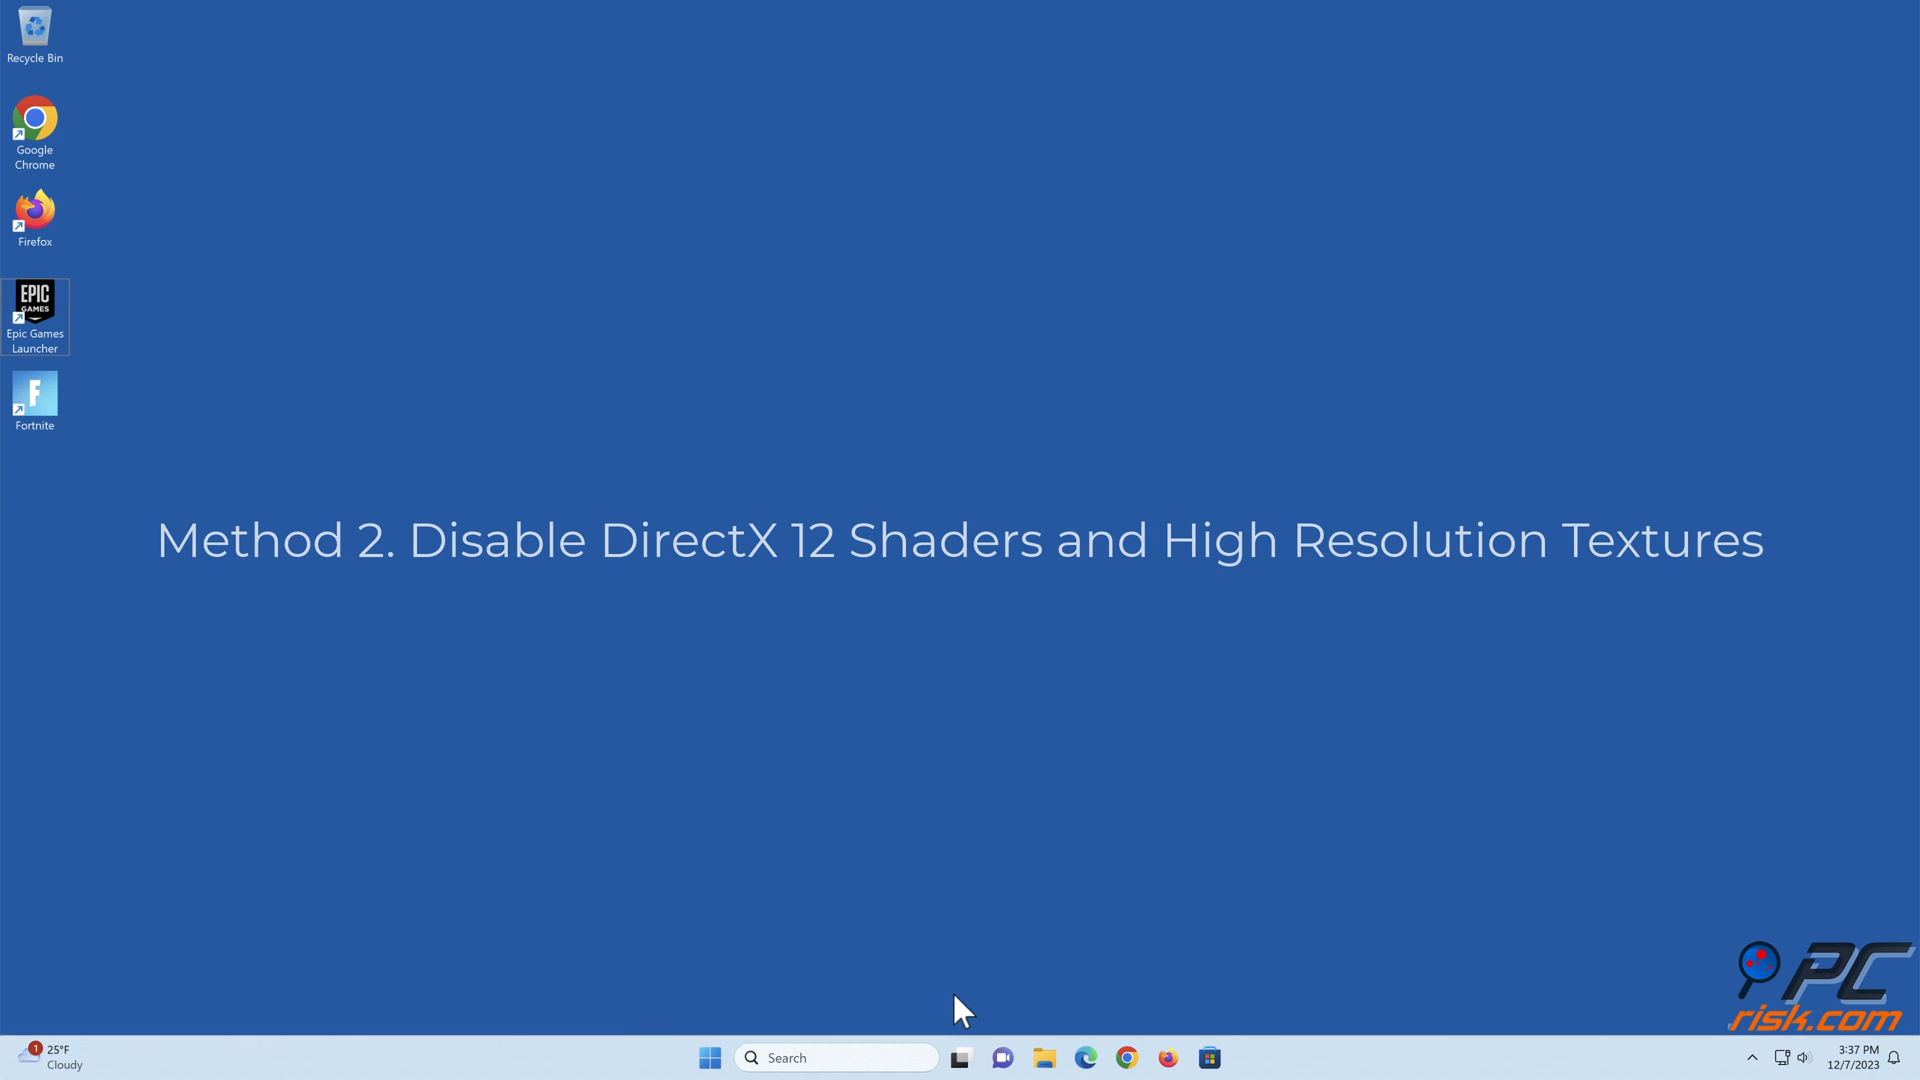 Recycle Bin
Google
Chrome
Firefox
EPIC
GAMES
Epic Games
Launcher
F
Fortnite
Method 2. Disable DirectX 12 Shaders and High Resolution Textures
PC
risk.com
1
25°F
Cloudy
Search
3:37 PM
12/7/2023